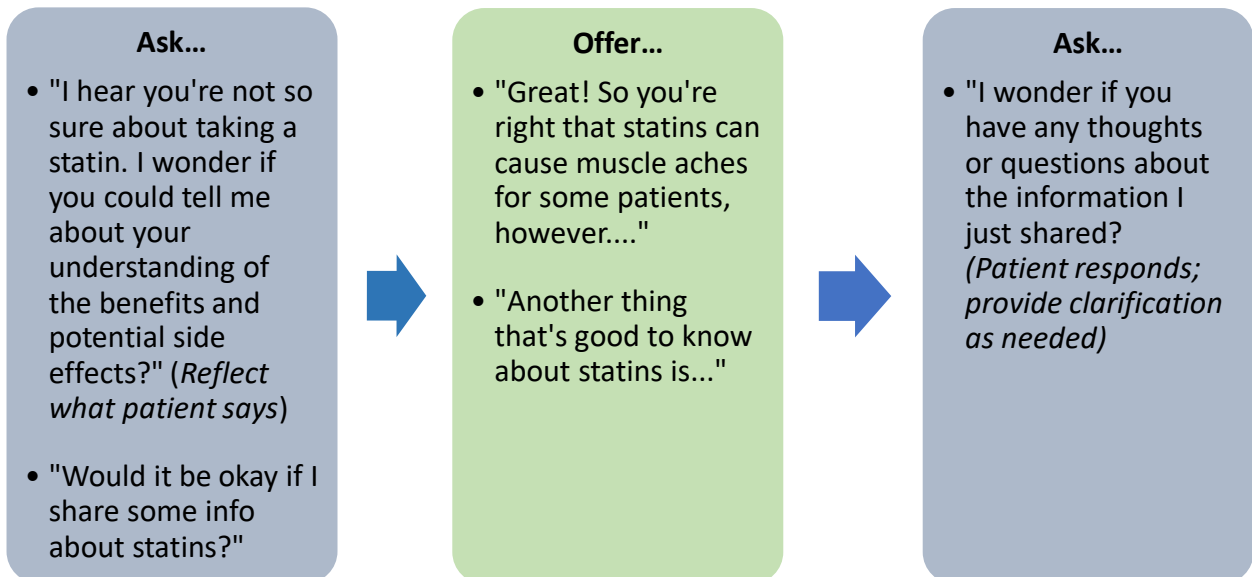 Ask…
• "I hear you're not so
sure about taking a
statin. I wonder if
you could tell me
about your
understanding of
the benefits and
potential side
effects?" (Reflect
what patient says)
• "Would it be okay if I
share some info
about statins?"
Offer…
• "Great! So you're
right that statins can
cause muscle aches
for some patients,
however...."
• "Another thing
that's good to know
about statins is..."
Ask…
• "I wonder if you
have any thoughts
or questions about
the information I
just shared?
(Patient responds;
provide clarification
as needed)